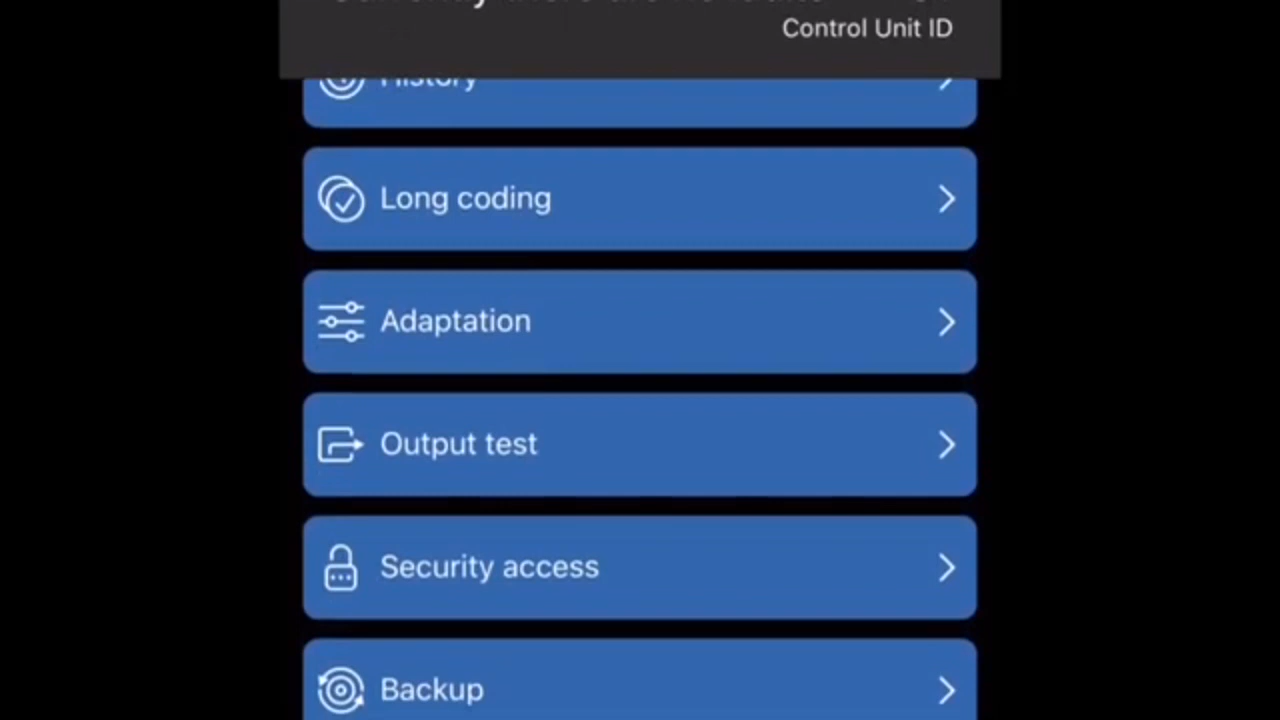 Control Unit ID
History
Long coding
Adaptation
Output test
Security access
Backup